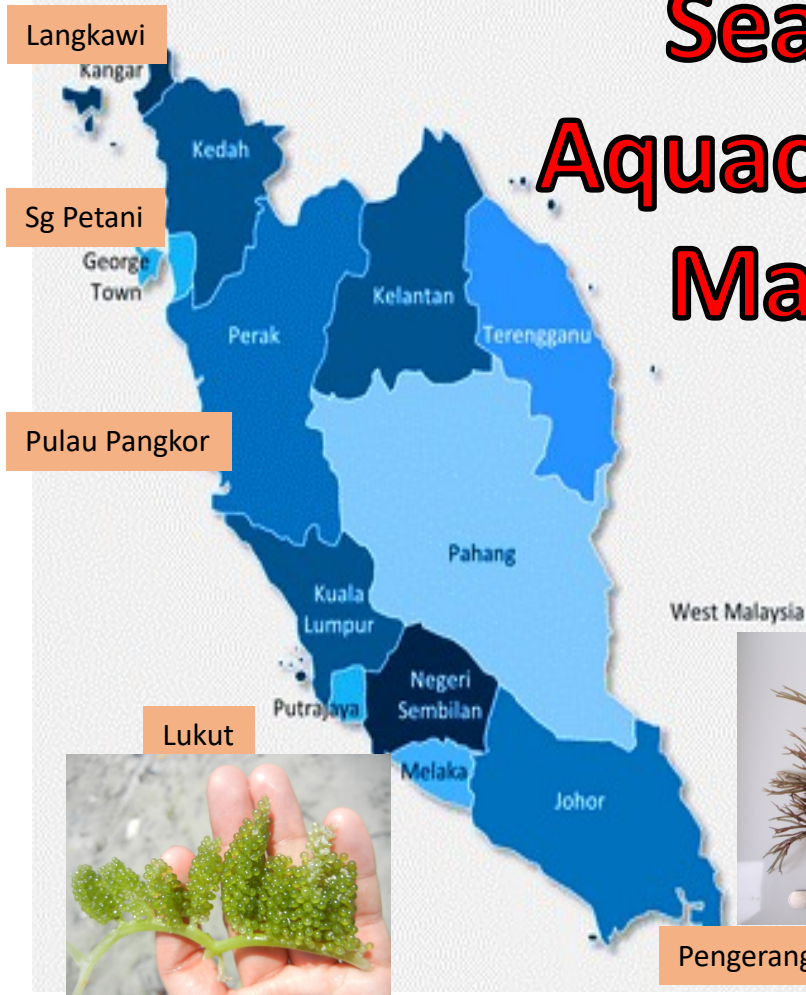 Sea
Aquac
Ma
Langkawi
Kangar
Kedah
Sg Petani
George
Town
Kelantan
Terengganu
Perak
Pulau Pangkor
Pahang
Kuala
Lumpur
West Malaysia
Negeri
Sembilan
Putrajaya
Lukut
Melaka
Johor
Pengerang